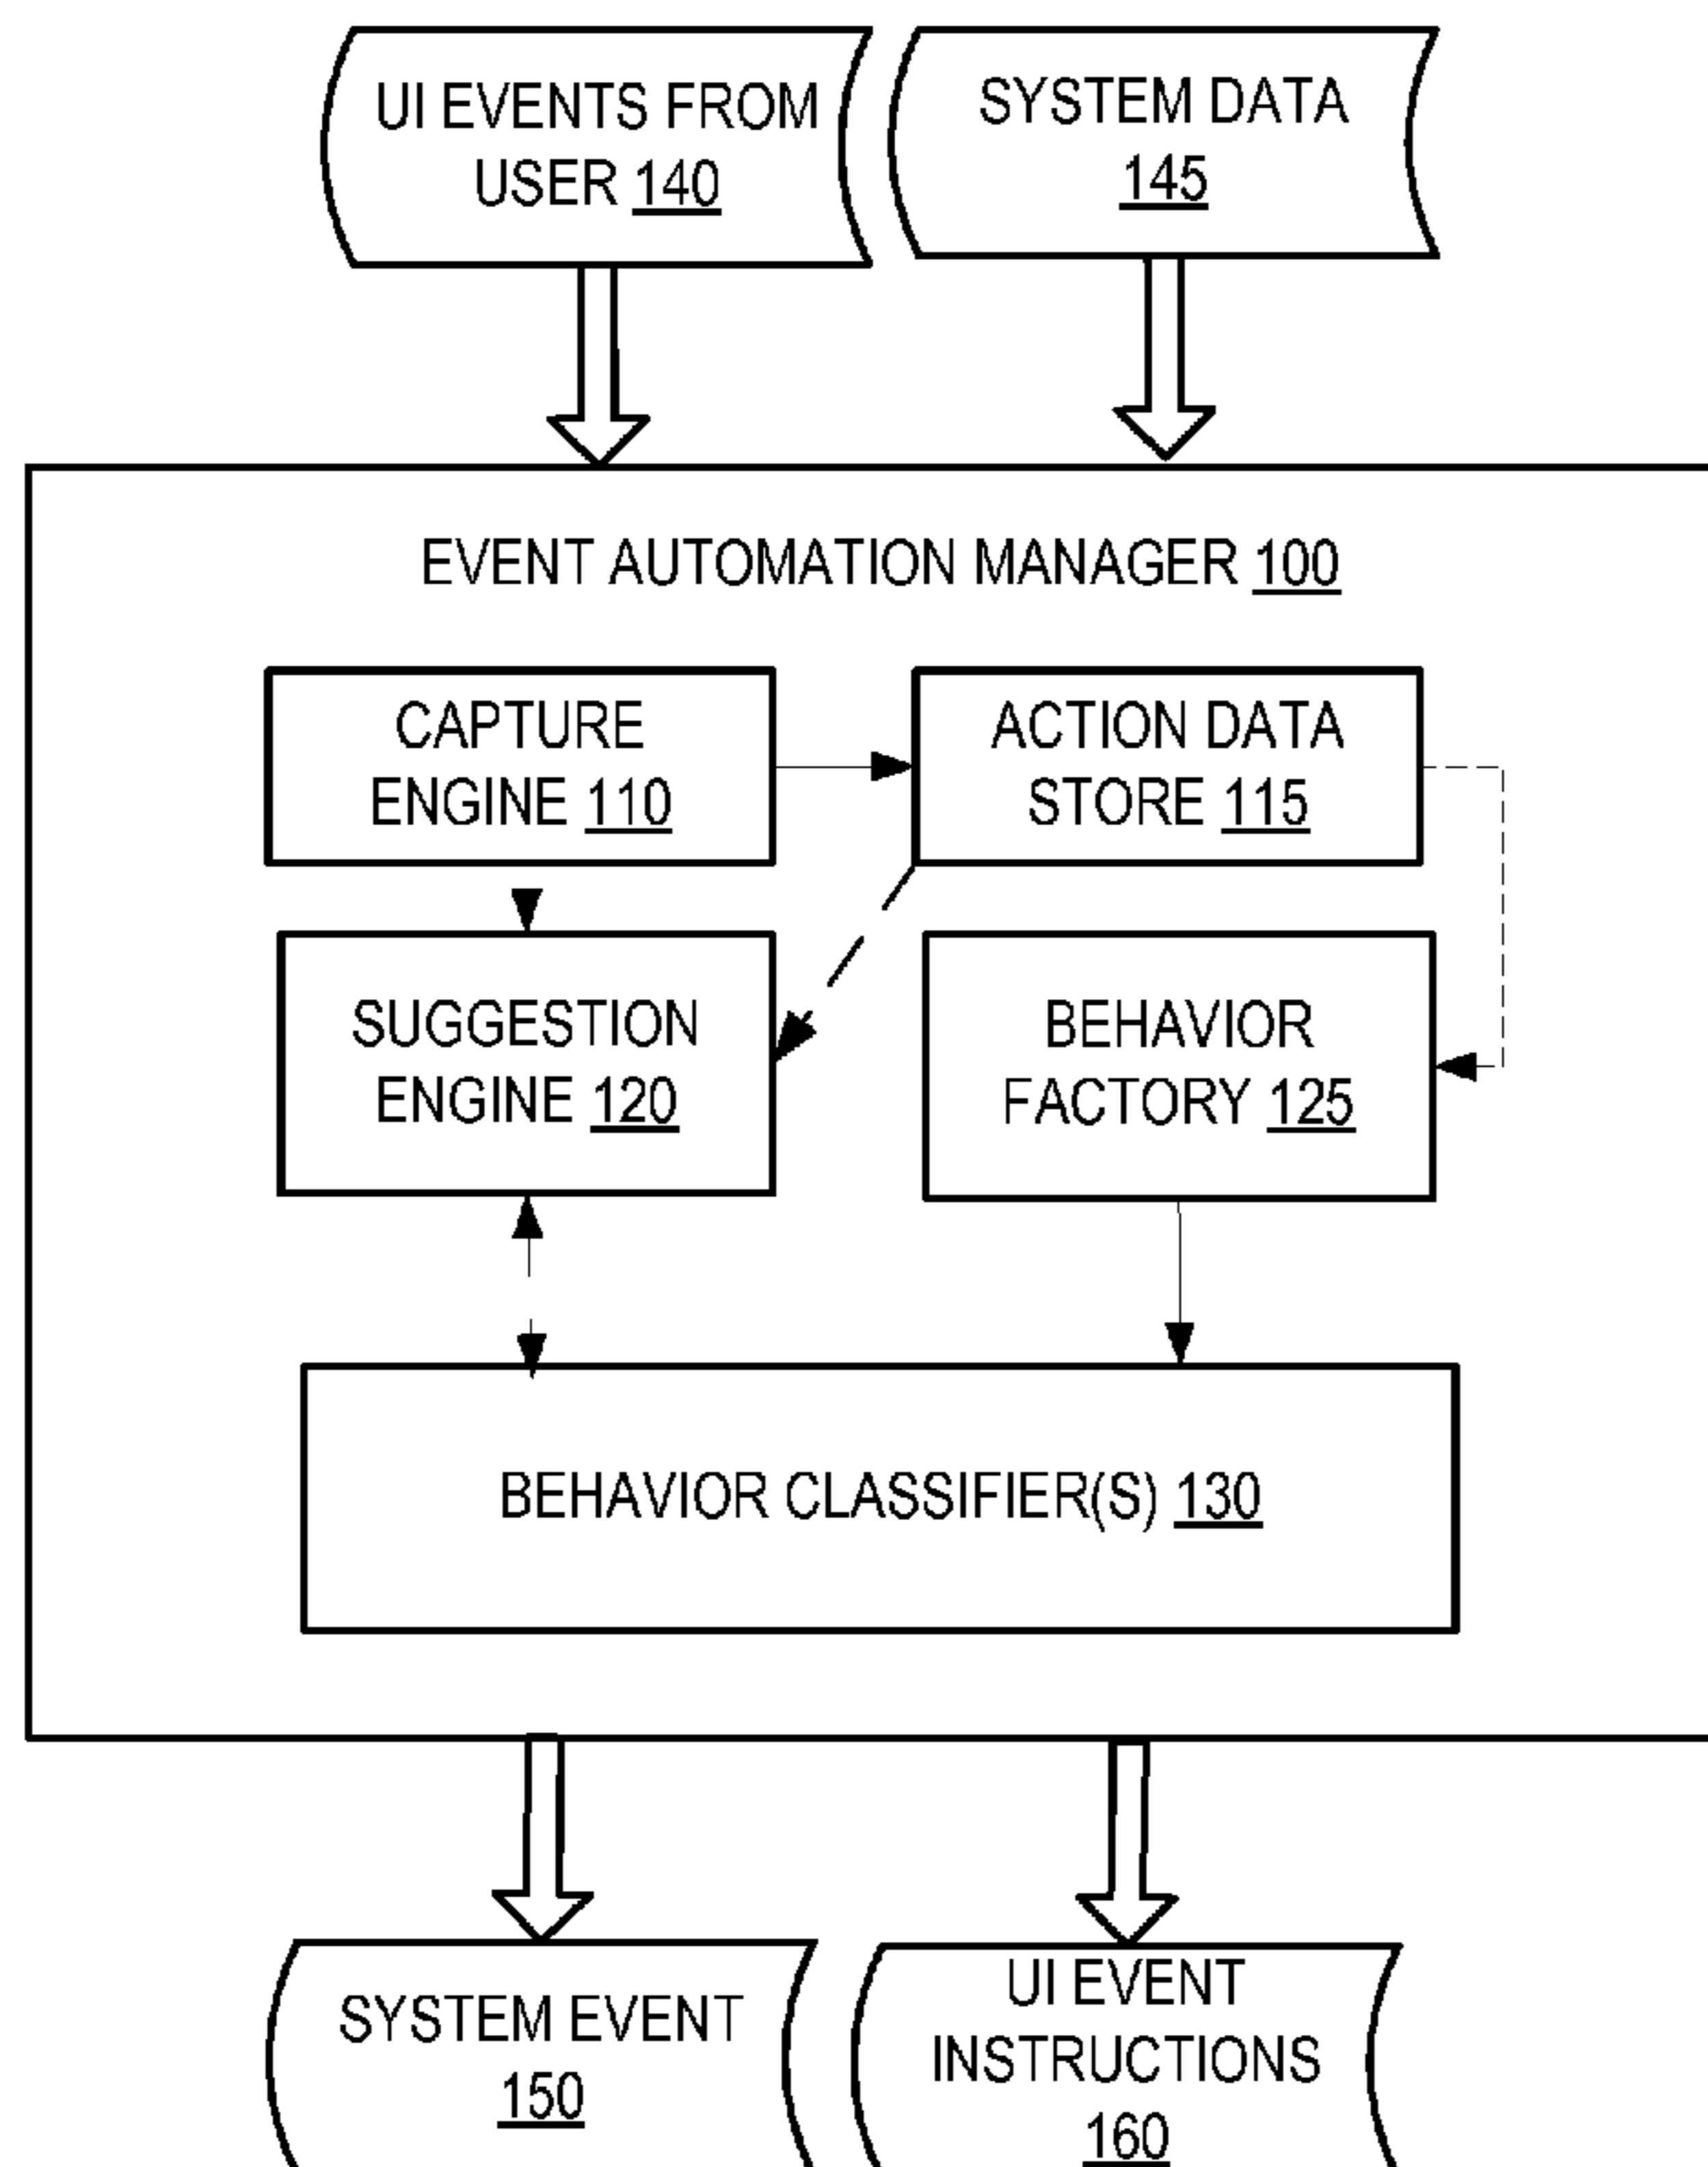 UI EVENTS FROM
USER 140
SYSTEM DATA
145
EVENT AUTOMATION MANAGER 100
CAPTURE
ENGINE 110
ACTION DATA
STORE 115
SUGGESTION
ENGINE 120
BEHAVIOR
FACTORY 125
BEHAVIOR CLASSIFIER(S) 130
SYSTEM EVENT
150
UI EVENT
INSTRUCTIONS
160